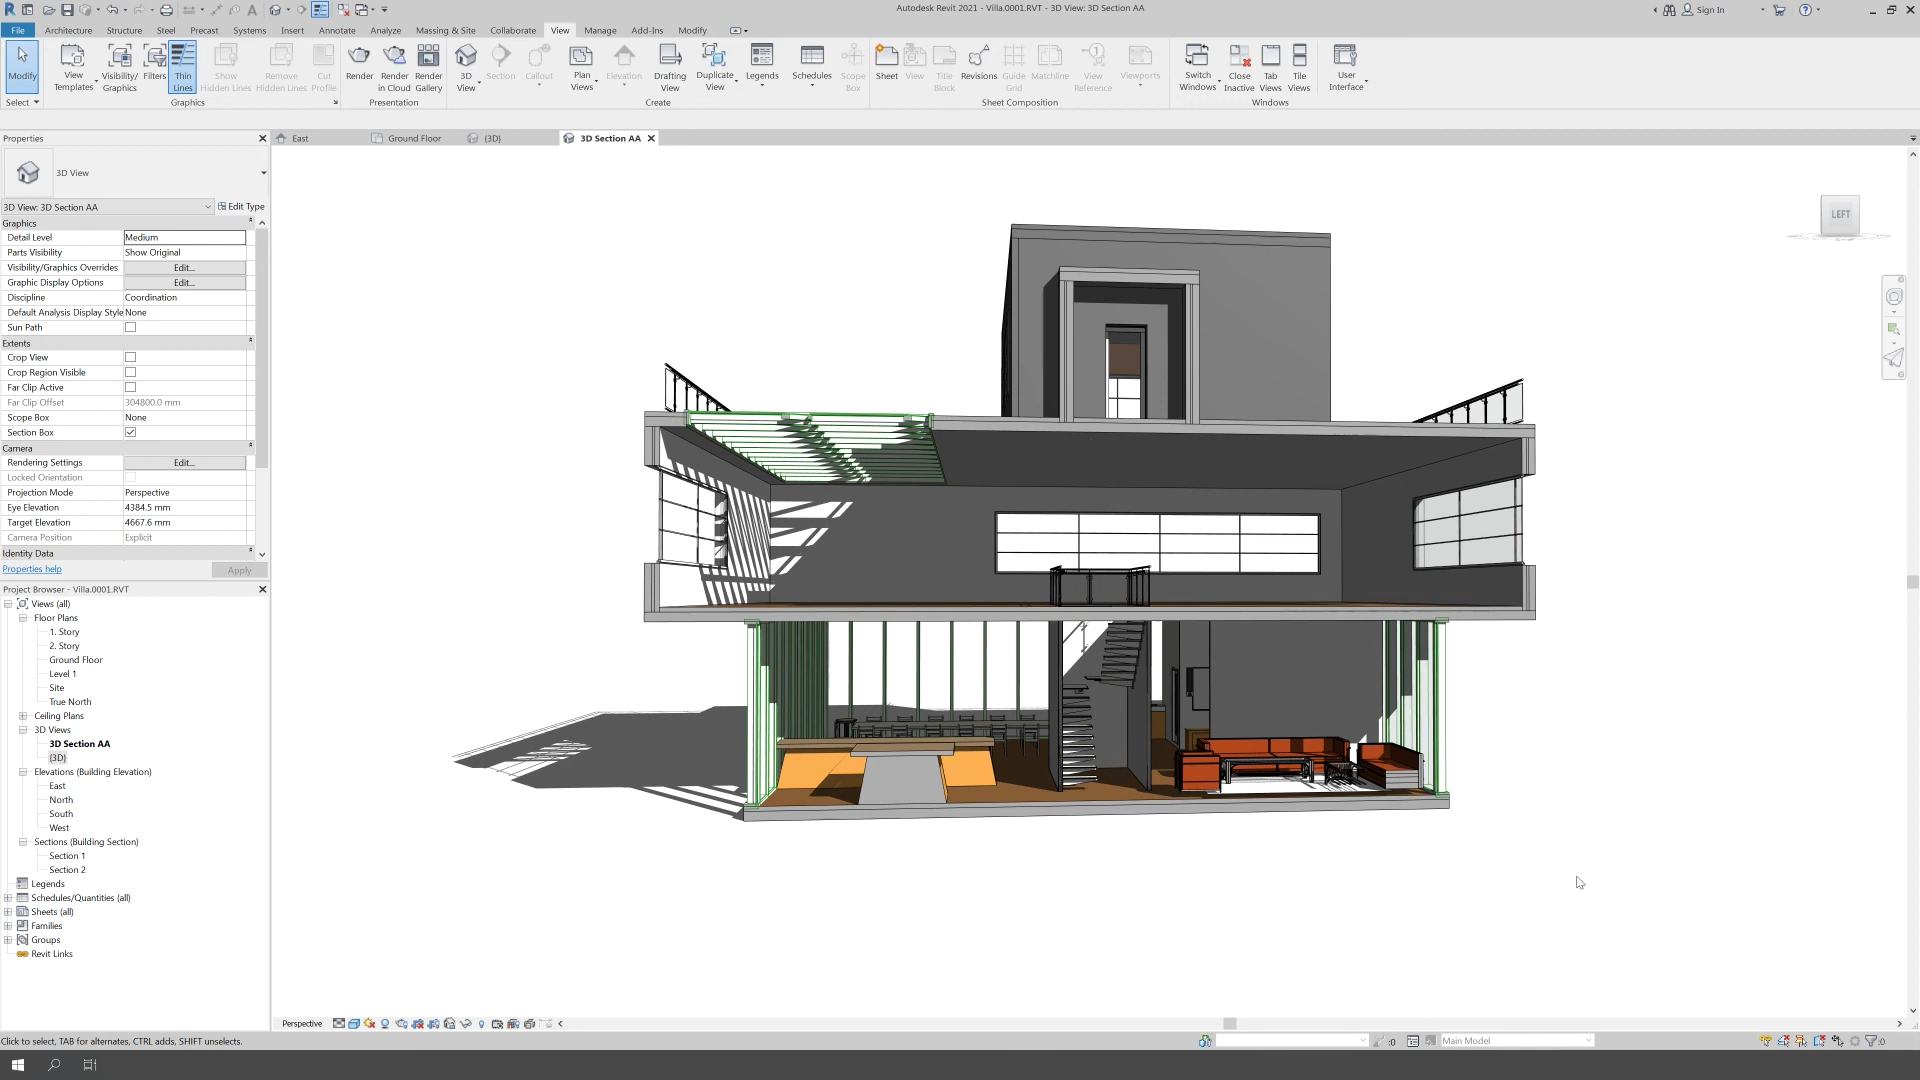 Autodesk Revit 2021 - Villa.0001.RVT - 3D View: 3D Section AA
Sign In
File Architecture Structure Steel Precast Systems Insert Annotate Analyze Massing & Site Collaborate View Manage Add-Ins Modify
Modify
View Templates
Visibility/ Graphics
Filters
Thin Lines
Show Hidden Lines
Remove Hidden Lines
Cut Profile
Render
Render in Cloud
Render Gallery
3D View
Section
Callout
Plan Views
Elevation
Drafting View
Duplicate View
Legends
Schedules
Scope Box
Sheet
View
Title Block
Revisions
Guide Grid
Matchline
View Reference
Viewports
Switch Windows
Close Inactive
Tab Views
Tile Views
User Interface
Select Graphics Presentation Create Sheet Composition Windows
Properties
East
Ground Floor
{3D}
3D Section AA
3D View
3D View: 3D Section AA
Edit Type
Graphics
Detail Level Medium
Parts Visibility Show Original
Visibility/Graphics Overrides Edit...
Graphic Display Options Edit...
Discipline Coordination
Default Analysis Display Style None
Sun Path
Extents
Crop View
Crop Region Visible
Far Clip Active
Far Clip Offset 304800.0 mm
Scope Box None
Section Box
Camera
Rendering Settings Edit...
Locked Orientation
Projection Mode Perspective
Eye Elevation 4384.5 mm
Target Elevation 4667.6 mm
Camera Position Explicit
Identity Data
Properties help
Apply
LEFT
Project Browser - Villa.0001.RVT
Views (all)
Floor Plans
1. Story
2. Story
Ground Floor
Level 1
Site
True North
Ceiling Plans
3D Views
3D Section AA
{3D}
Elevations (Building Elevation)
East
North
South
West
Sections (Building Section)
Section 1
Section 2
Legends
Schedules/Quantities (all)
Sheets (all)
Families
Groups
Revit Links
Perspective
Click to select, TAB for alternates, CTRL adds, SHIFT unselects.
:0
Main Model
:0